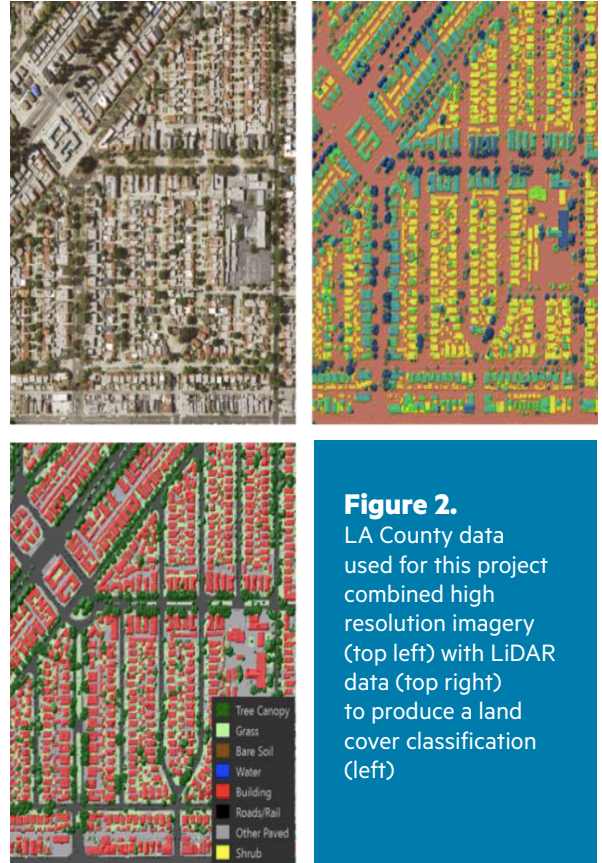 Tree Canopy
Grass
Bare Soil
Water
Building
Roads/Rail
Other Paved
Shrub
Figure 2.
LA County data
used for this project
combined high
resolution imagery
(top left) with LiDAR
data (top right)
to produce a land
cover classification
(left)